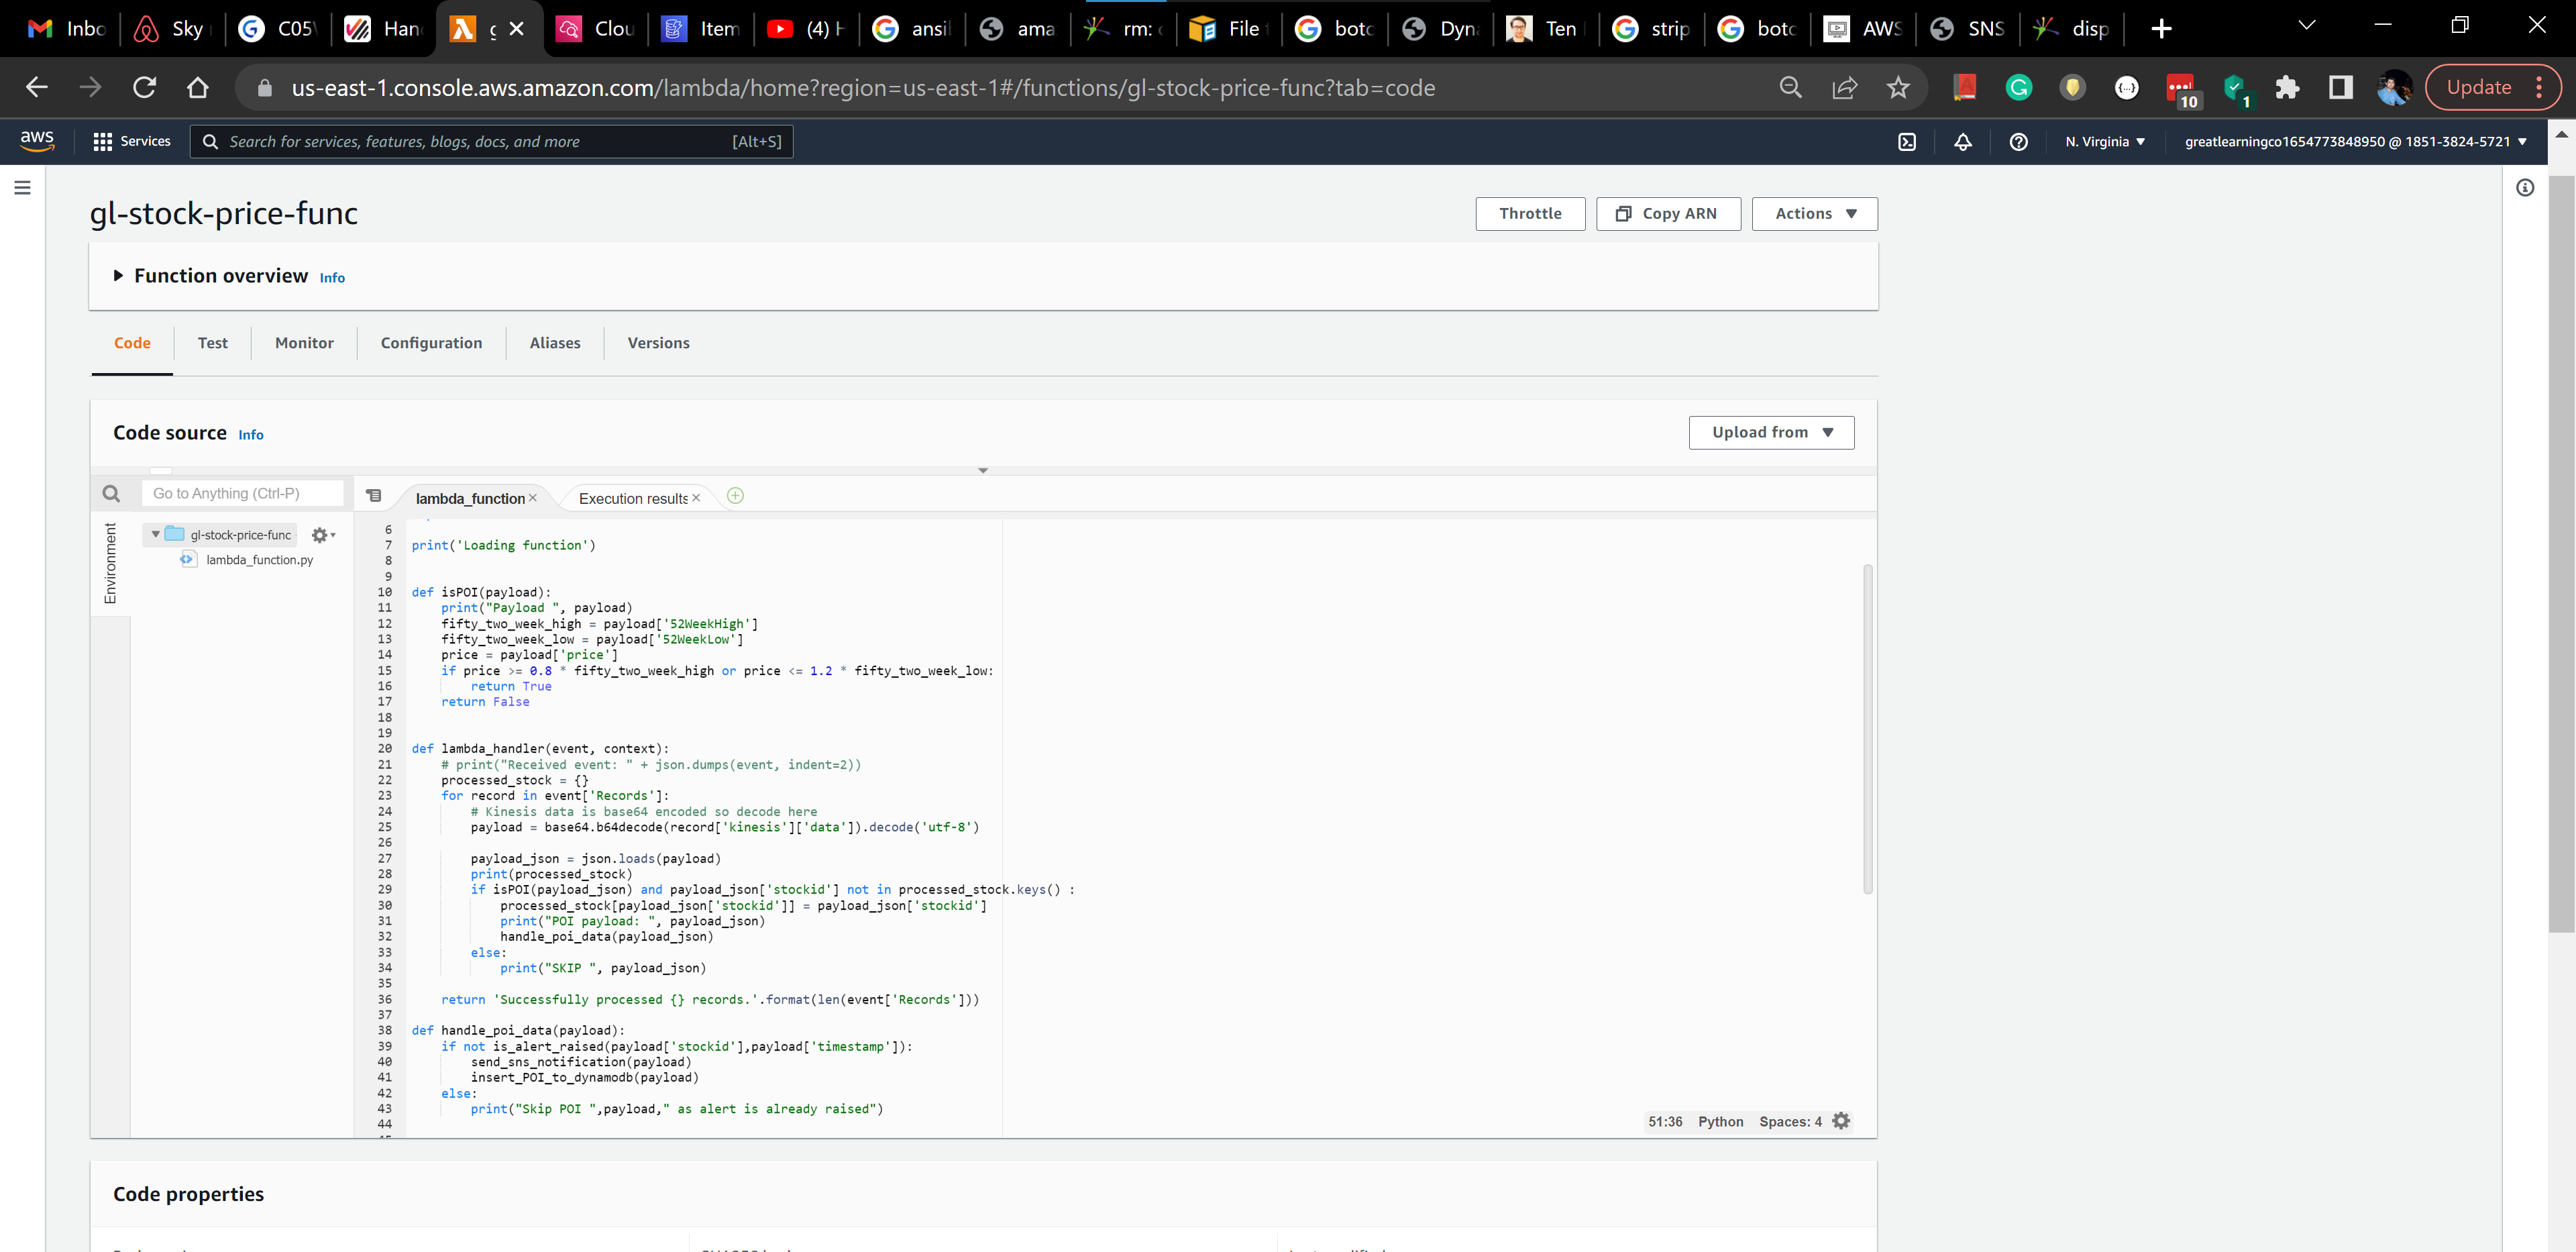 Inbo
Sky
C05
Han
g
Clou
Item
(4) H
ansi
ama
rm:
File
botc
Dyn
Ten
strip
botc
AWS
SNS
disp
us-east-1.console.aws.amazon.com/lambda/home?region=us-east-1#/functions/gl-stock-price-func?tab=code
10
1
Update
aws
Services
Search for services, features, blogs, docs, and more
[Alt+S]
N. Virginia
greatlearningco1654773848950 @ 1851-3824-5721
gl-stock-price-func
Throttle
Copy ARN
Actions
Function overview Info
Code
Test
Monitor
Configuration
Aliases
Versions
Code source Info
Upload from
Go to Anything (Ctrl-P)
lambda_function
Execution results
Environment
gl-stock-price-func
lambda_function.py
6
7 print('Loading function')
8
9
10 def isPOI(payload):
11 print("Payload ", payload)
12 fifty_two_week_high = payload['52WeekHigh']
13 fifty_two_week_low = payload['52WeekLow']
14 price = payload['price']
15 if price >= 0.8 * fifty_two_week_high or price <= 1.2 * fifty_two_week_low:
16 return True
17 return False
18
19
20 def lambda_handler(event, context):
21 # print("Received event: " + json.dumps(event, indent=2))
22 processed_stock = {}
23 for record in event['Records']:
24 # Kinesis data is base64 encoded so decode here
25 payload = base64.b64decode(record['kinesis']['data']).decode('utf-8')
26
27 payload_json = json.loads(payload)
28 print(processed_stock)
29 if isPOI(payload_json) and payload_json['stockid'] not in processed_stock.keys() :
30 processed_stock[payload_json['stockid']] = payload_json['stockid']
31 print("POI payload: ", payload_json)
32 handle_poi_data(payload_json)
33 else:
34 print("SKIP ", payload_json)
35
36 return 'Successfully processed {} records.'.format(len(event['Records']))
37
38 def handle_poi_data(payload):
39 if not is_alert_raised(payload['stockid'],payload['timestamp']):
40 send_sns_notification(payload)
41 insert_POI_to_dynamodb(payload)
42 else:
43 print("Skip POI ",payload," as alert is already raised")
44
51:36 Python Spaces: 4
Code properties